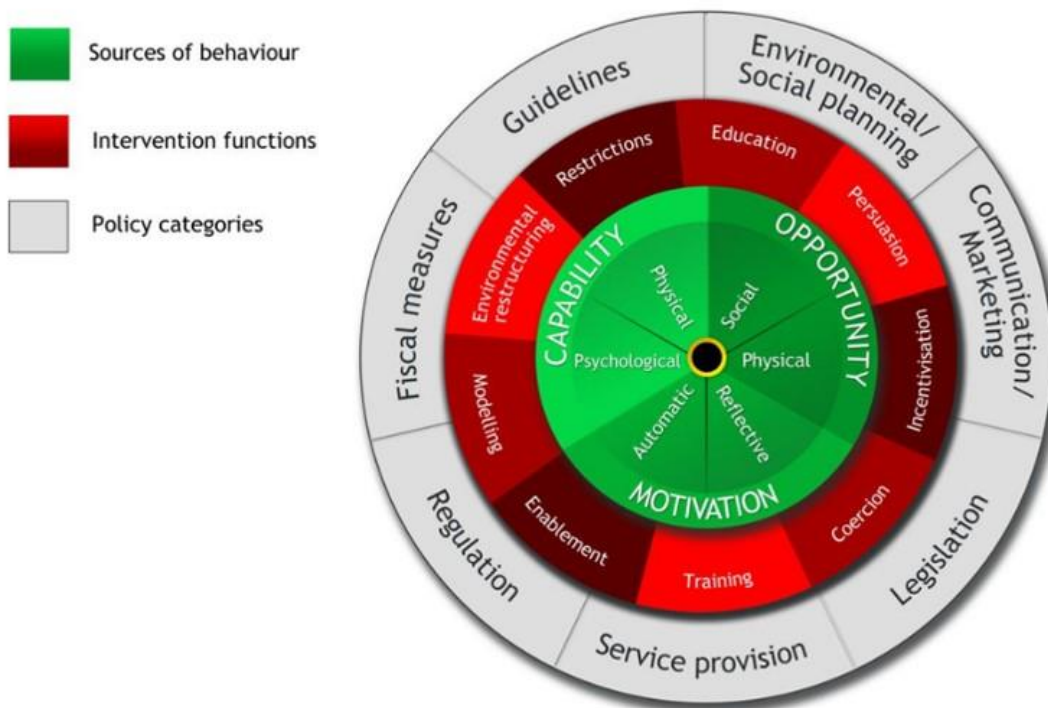 Sources of behaviour
Intervention functions
Policy categories
Guidelines
Environmental/
Social planning
Communication/
Marketing
Legislation
Service provision
Regulation
Fiscal measures
Restrictions
Education
Persuasion
Incentivisation
Coercion
Training
Enablement
Modelling
Environmental
restructuring
CAPABILITY
OPPORTUNITY
MOTIVATION
Physical
Social
Physical
Reflective
Automatic
Psychological